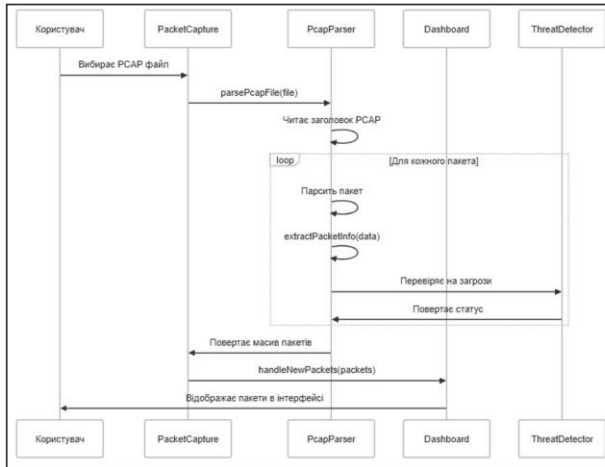 Користувач
PacketCapture
PcapParser
Dashboard
ThreatDetector
Вибирає PCAP файл
parsePcapFile(file)
Читає заголовок PCAP
loop
[Для кожного пакета]
Парсить пакет
extractPacketInfo(data)
Перевіряє на загрози
Повертає статус
Повертає масив пакетів
handleNewPackets(packets)
Відображає пакети в інтерфейсі
Користувач
PacketCapture
PcapParser
Dashboard
ThreatDetector